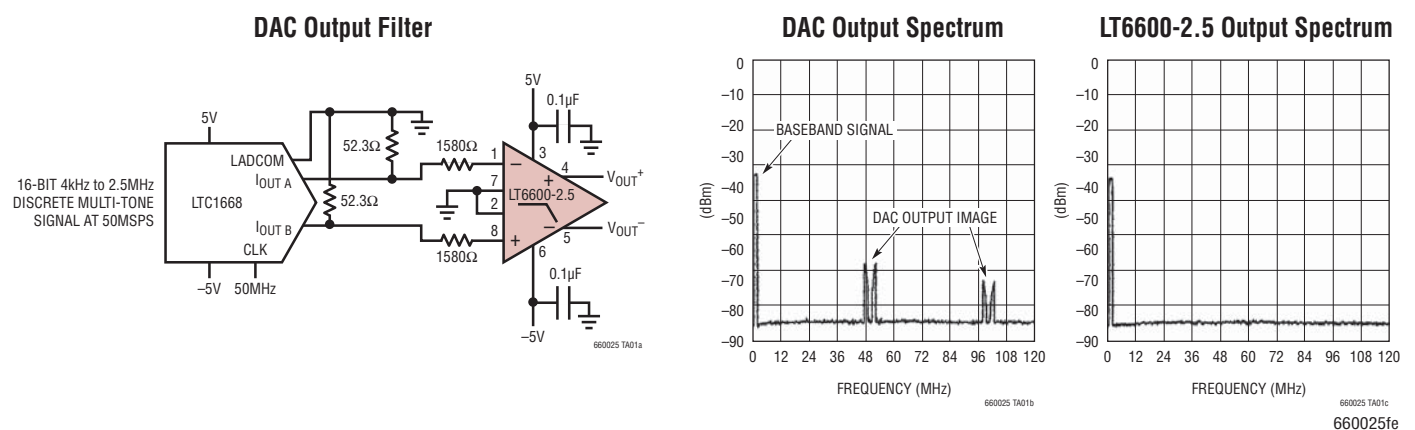 DAC Output Filter
5V
0.1µF
5V
LADCOM
52.3Ω
1580Ω
1
3
4
VOUT+
IOUT A
7
LT6600-2.5
16-BIT 4kHz to 2.5MHz
DISCRETE MULTI-TONE
SIGNAL AT 50MSPS
LTC1668
52.3Ω
2
IOUT B
8
5
VOUT–
CLK
1580Ω
6
–5V
50MHz
0.1µF
–5V
660025 TA01a
DAC Output Spectrum
0
–10
–20
–30
–40
–50
–60
–70
–80
–90
(dBm)
BASEBAND SIGNAL
DAC OUTPUT IMAGE
0 12 24 36 48 60 72 84 96 108 120
FREQUENCY (MHz)
660025 TA01b
LT6600-2.5 Output Spectrum
0
–10
–20
–30
–40
–50
–60
–70
–80
–90
(dBm)
0 12 24 36 48 60 72 84 96 108 120
FREQUENCY (MHz)
660025 TA01c
660025fe